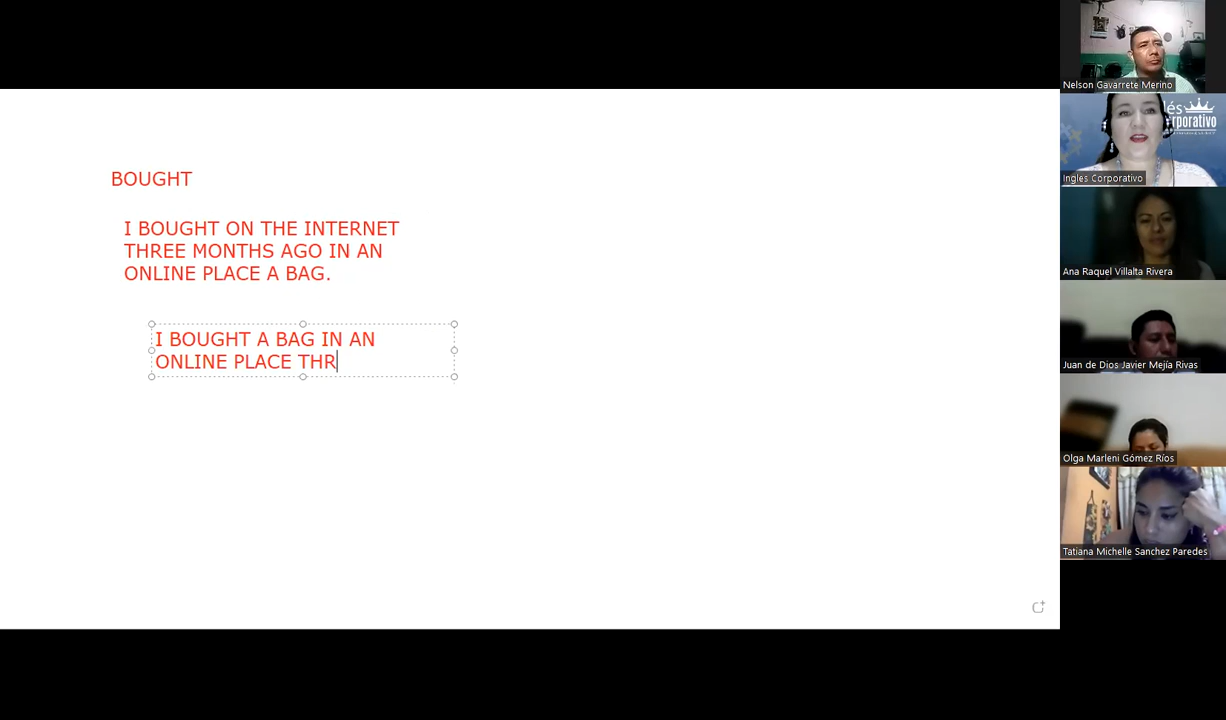 BOUGHT
I BOUGHT ON THE INTERNET
THREE MONTHS AGO IN AN
ONLINE PLACE A BAG.
I BOUGHT A BAG IN AN
ONLINE PLACE THR
Nelson Gavarrete Merino
és
rporativo
Ingles Corporativo
Ana Raquel Villalta Rivera
Juan de Dios Javier Mejía Rivas
Olga Marleni Gómez Ríos
Tatiana Michelle Sanchez Paredes